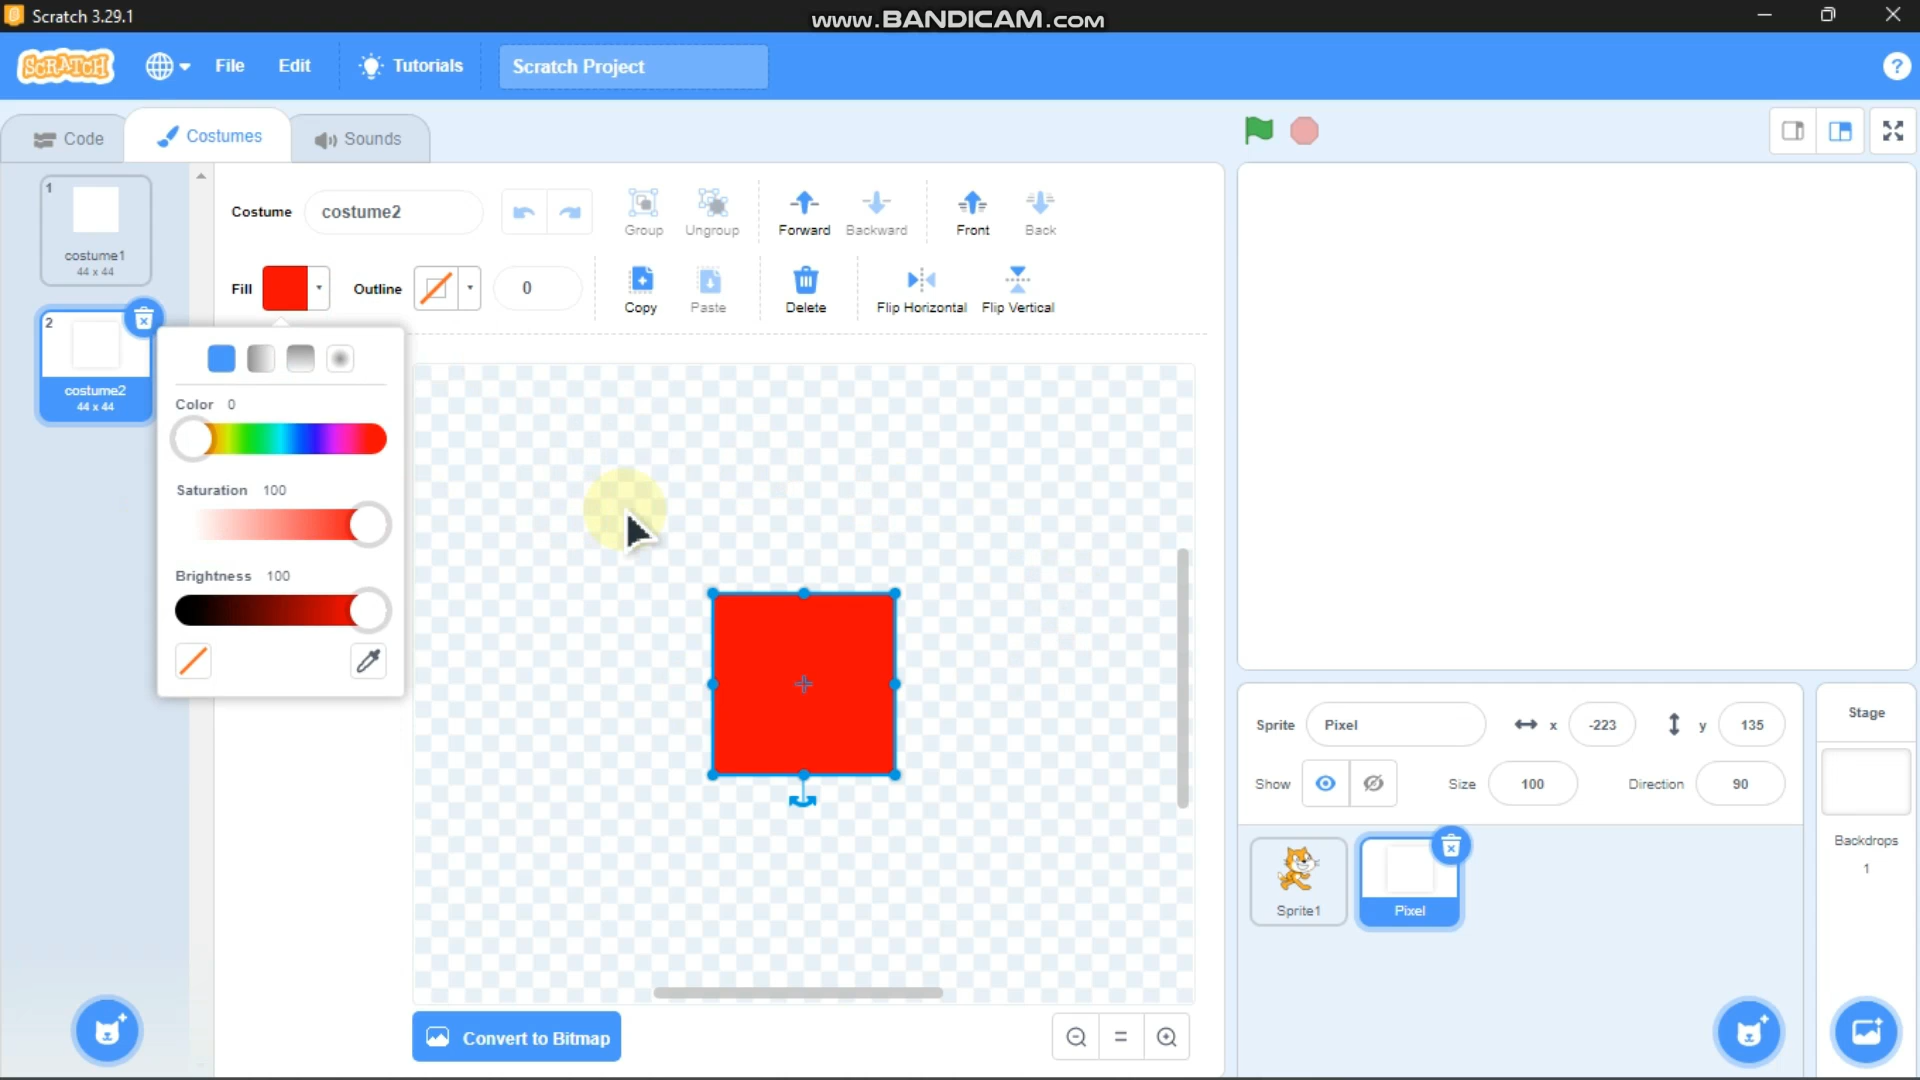 Scratch 3.29.1
www.BANDICAM.com
SCRATCH
File
Edit
Tutorials
Scratch Project
?
Code
Costumes
Sounds
1
costume1
44 x 44
2
costume2
44 x 44
Costume
costume2
Group
Ungroup
Forward
Backward
Front
Back
Fill
Outline
0
Copy
Paste
Delete
Flip Horizontal
Flip Vertical
Color 0
Saturation 100
Brightness 100
Convert to Bitmap
Sprite
Pixel
x
-223
y
135
Show
Size
100
Direction
90
Sprite1
Pixel
Stage
Backdrops
1